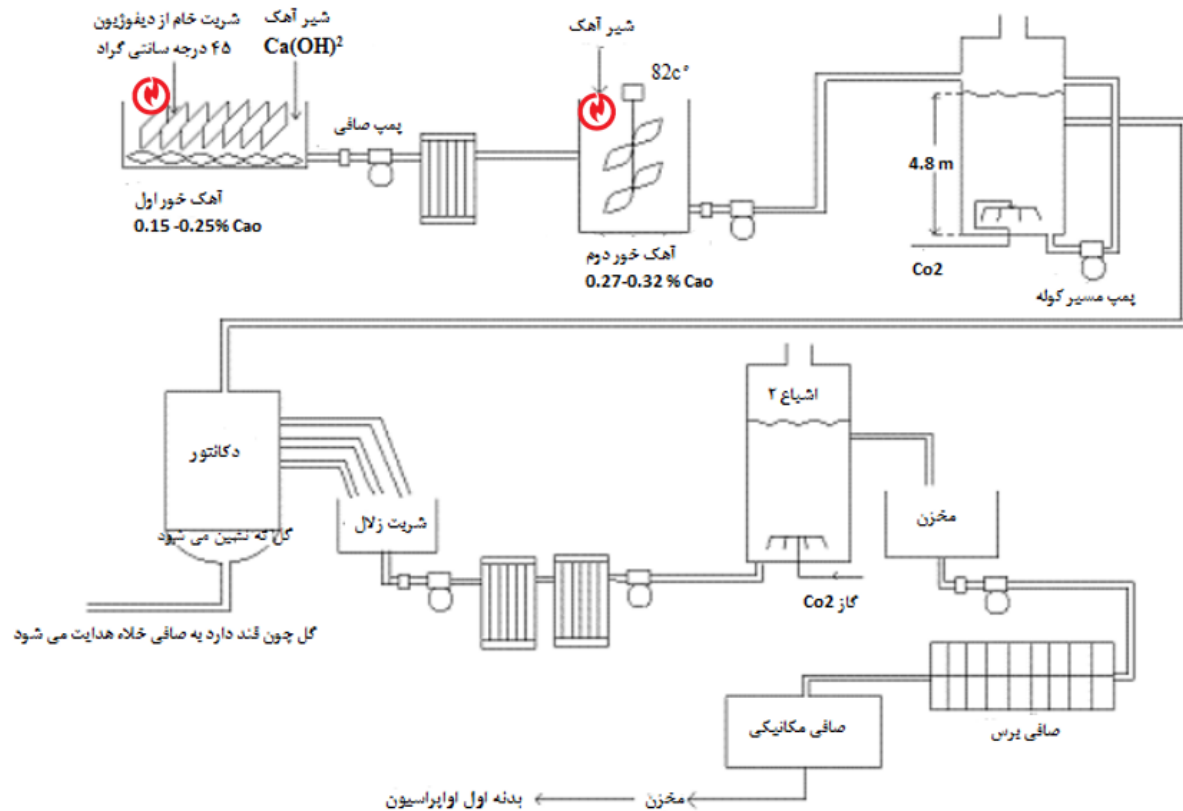 شربت خام از دیفوژیون
۴۵ درجه سانتی گراد
شیر آهک
Ca(OH)²
شیر آهک
82c°
پمپ صافی
4.8 m
آهک خور اول
0.15 -0.25% Cao
آهک خور دوم
0.27-0.32 % Cao
Co2
پمپ مسیر کوله
اشباع ۲
دکانتور
شربت زلال
مخزن
گل ته نشین می شود
گاز Co2
گل چون قند دارد به صافی خلاء هدایت می شود
صافی مکانیکی
صافی پرس
مخزن
بدنه اول اواپراسیون